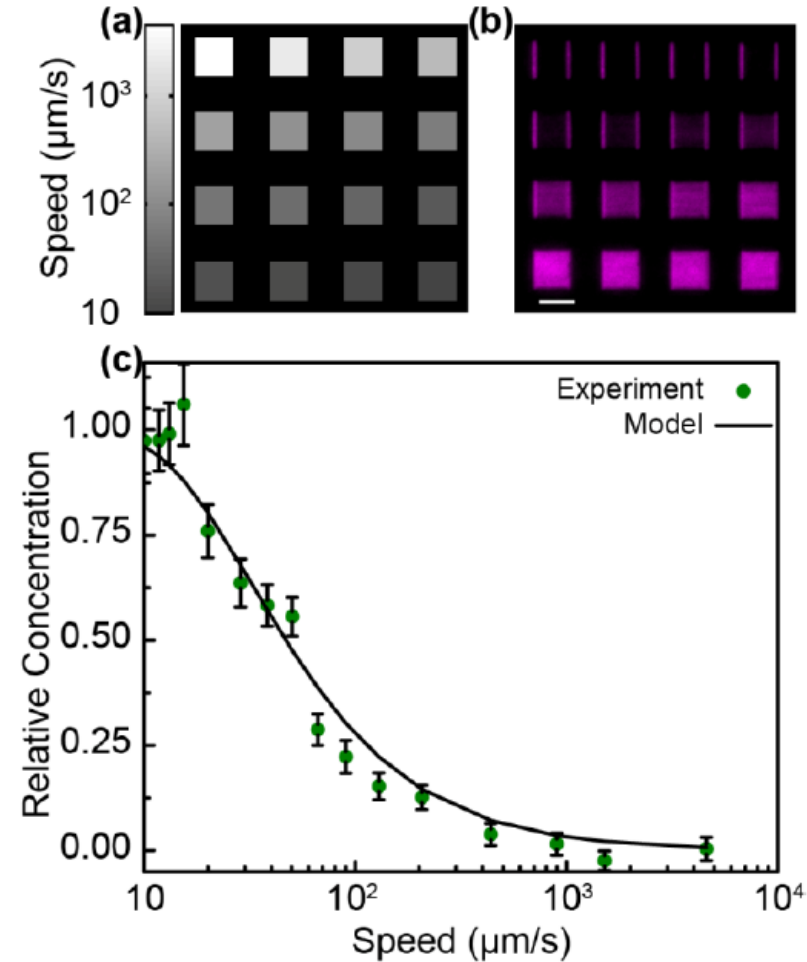 (a)
(b)
Speed (µm/s)
10³
10²
10
(c)
Experiment
Model
Relative Concentration
1.00
0.75
0.50
0.25
0.00
10
10²
10³
10⁴
Speed (µm/s)